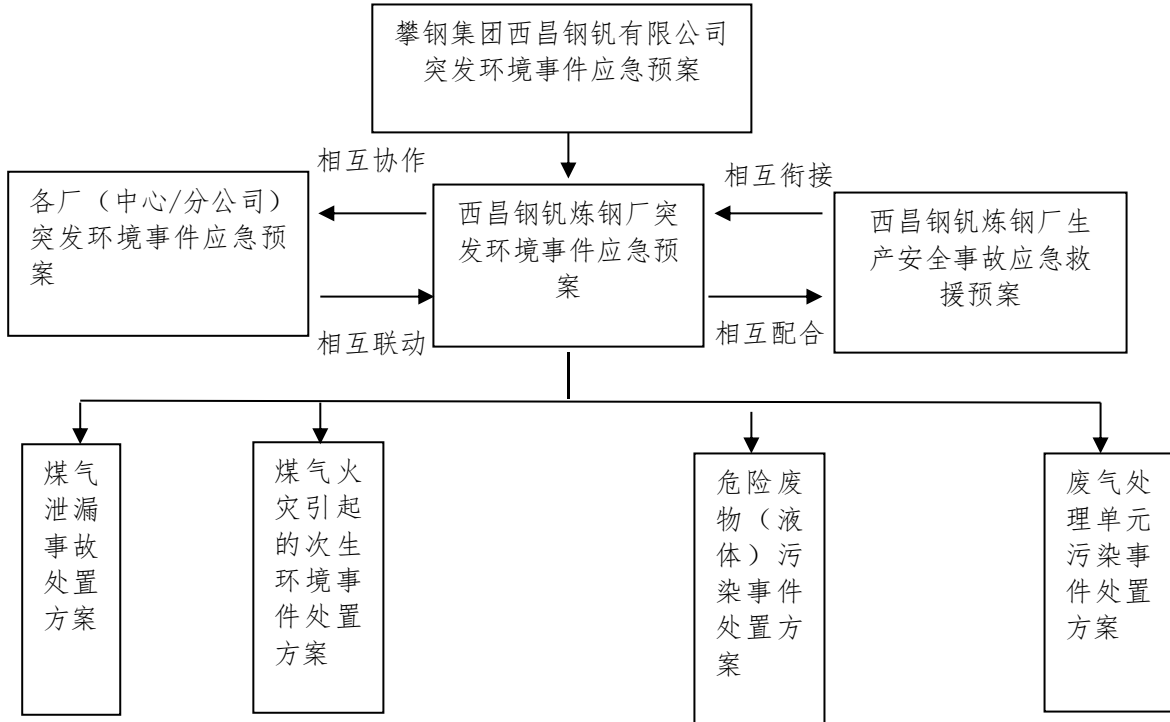 攀钢集团西昌钢钒有限公司
突发环境事件应急预案
相互协作
相互衔接
各厂（中心/分公司）
突发环境事件应急预
案
西昌钢钒炼钢厂突
发环境事件应急预
案
西昌钢钒炼钢厂生
产安全事故应急救
援预案
相互联动
相互配合
煤气
泄漏
事故
处置
方案
煤气火
灾引起
的次生
环境事
件处置
方案
危险废
物（液
体）污
染事件
处置方
案
废气处
理单元
污染事
件处置
方案